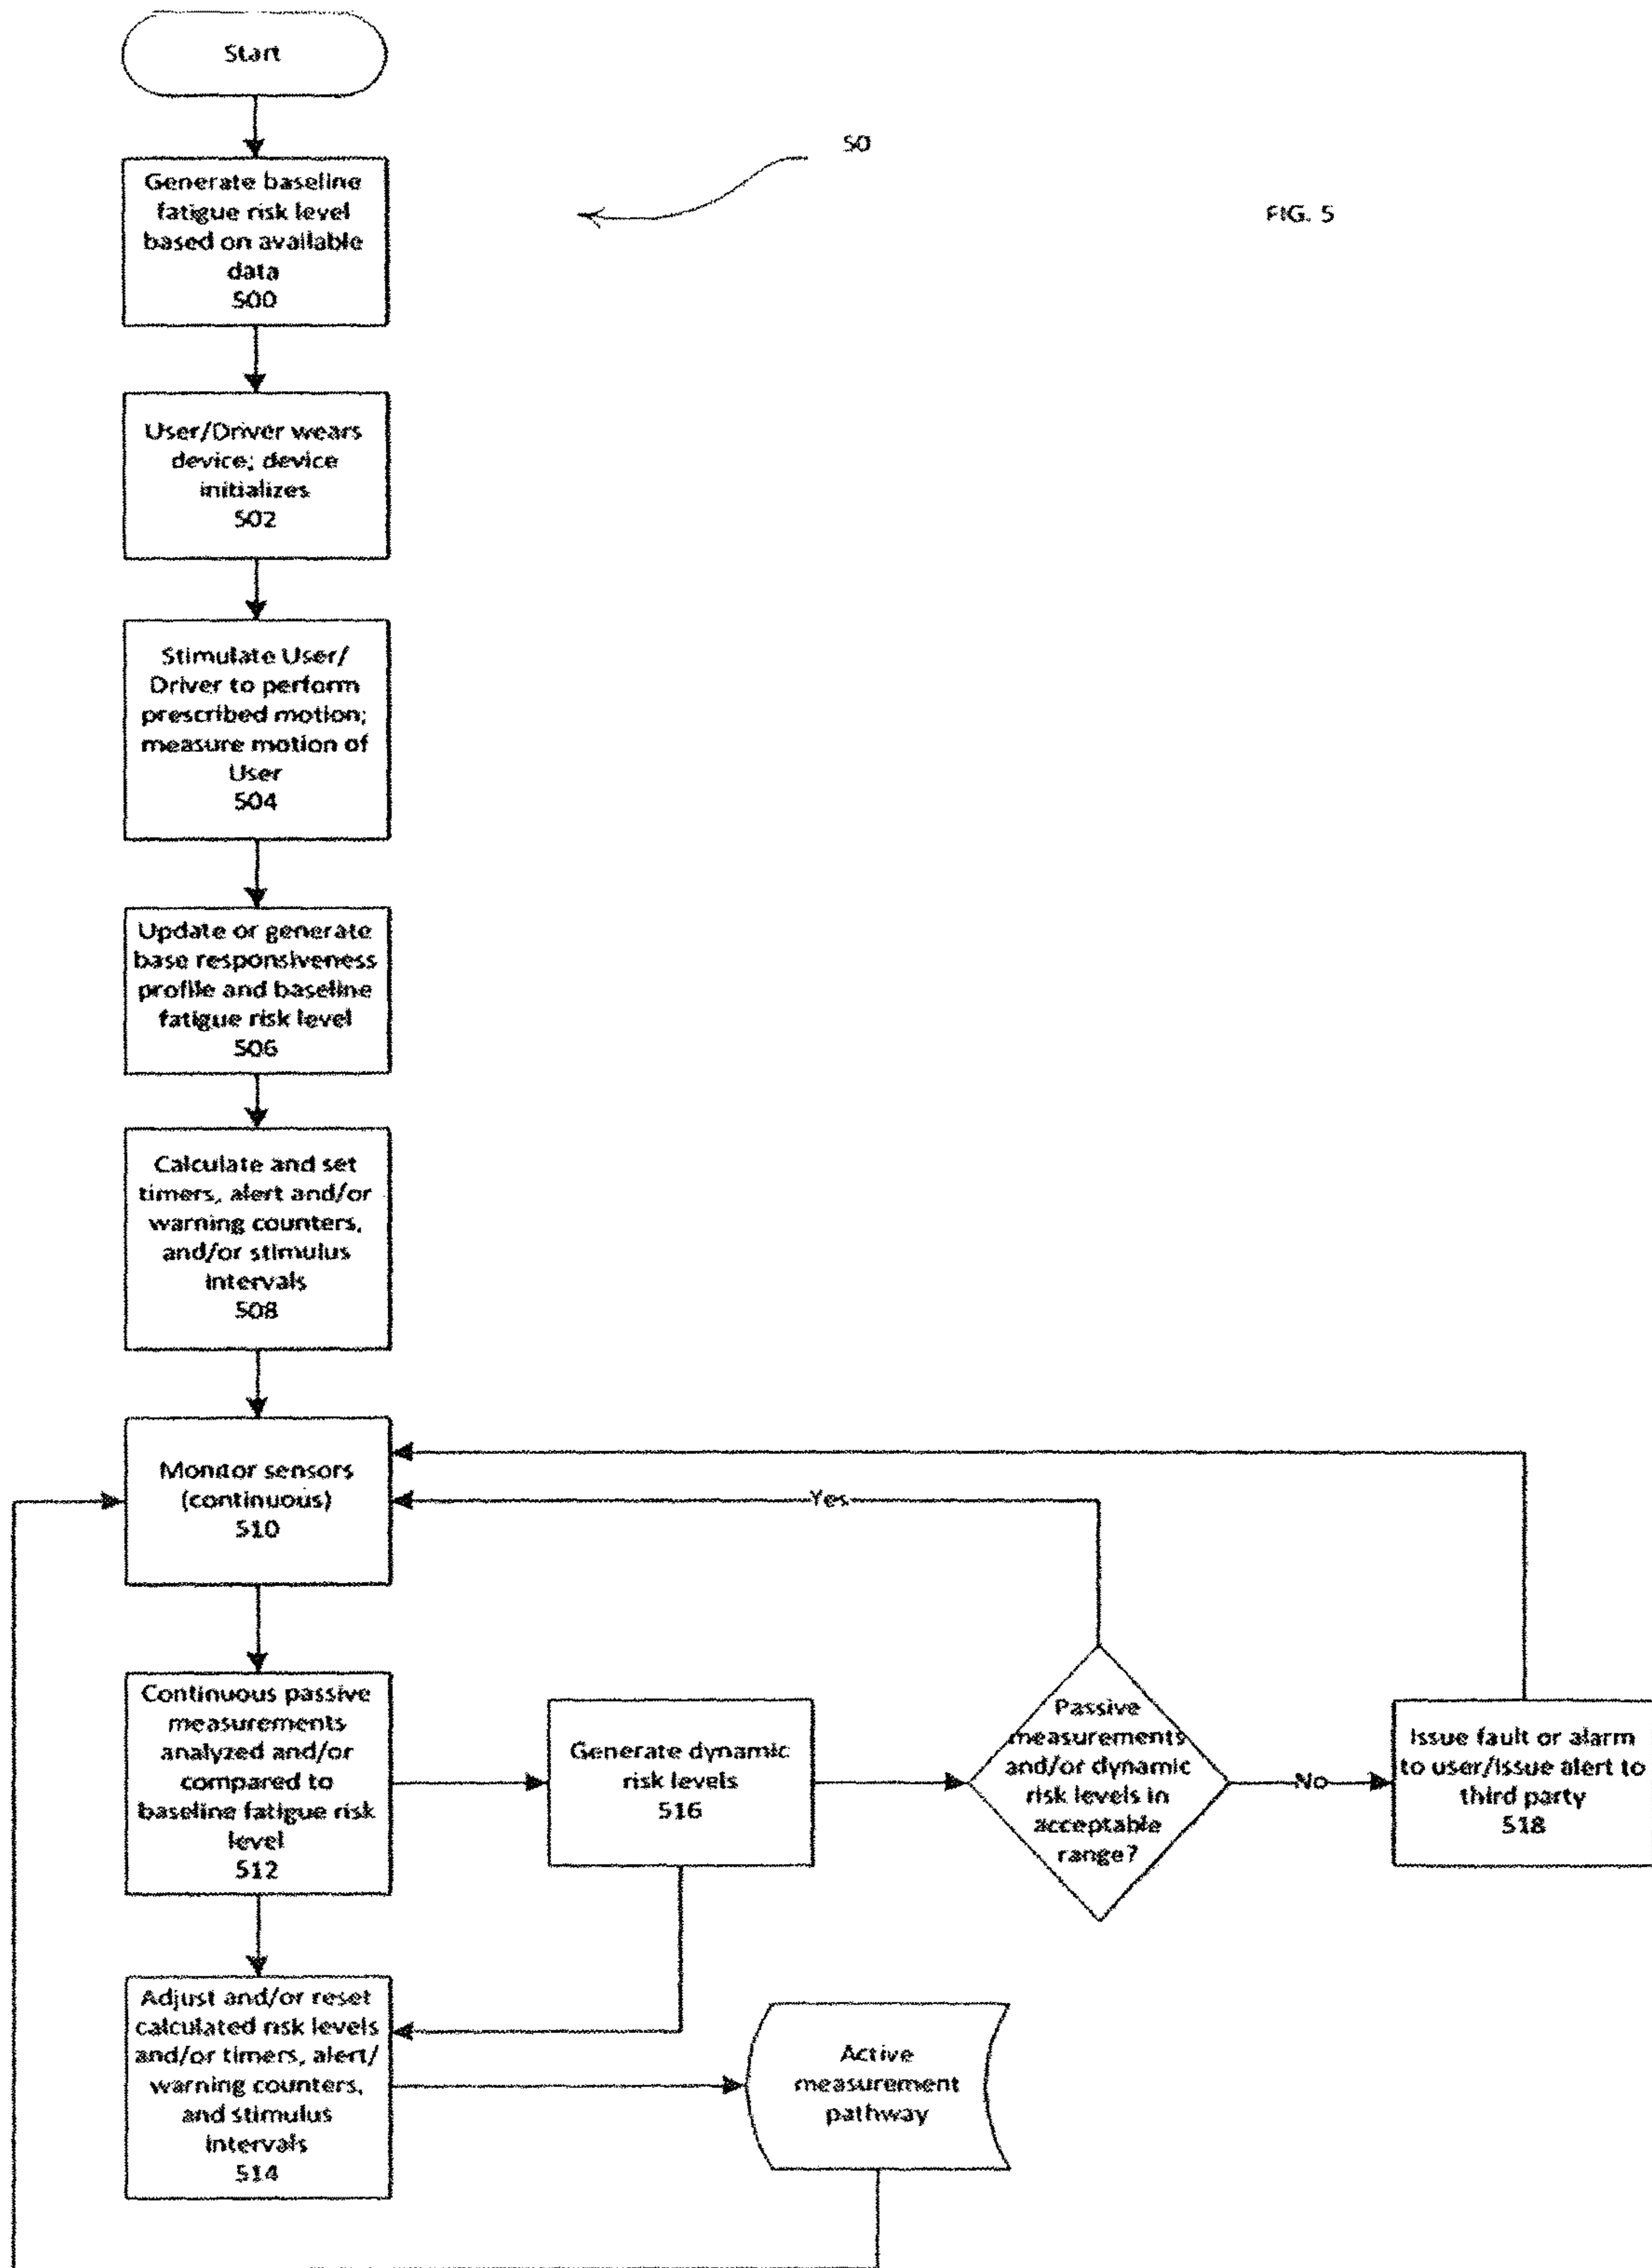 Start
50
FIG. 5
Generate baseline
fatigue risk level
based on available
data
500
User/Driver wears
device; device
initializes
502
Stimulate User/
Driver to perform
prescribed motion;
measure motion of
User
504
Update or generate
base responsiveness
profile and baseline
fatigue risk level
506
Calculate and set
timers, alert and/or
warning counters,
and/or stimulus
intervals
508
Monitor sensors
(continuous)
510
Yes
Continuous passive
measurements
analyzed and/or
compared to
baseline fatigue risk
level
512
Generate dynamic
risk levels
516
Passive
measurements
and/or dynamic
risk levels in
acceptable
range?
No
Issue fault or alarm
to user/issue alert to
third party
518
Adjust and/or reset
calculated risk levels
and/or timers, alert/
warning counters,
and stimulus
intervals
514
Active
measurement
pathway